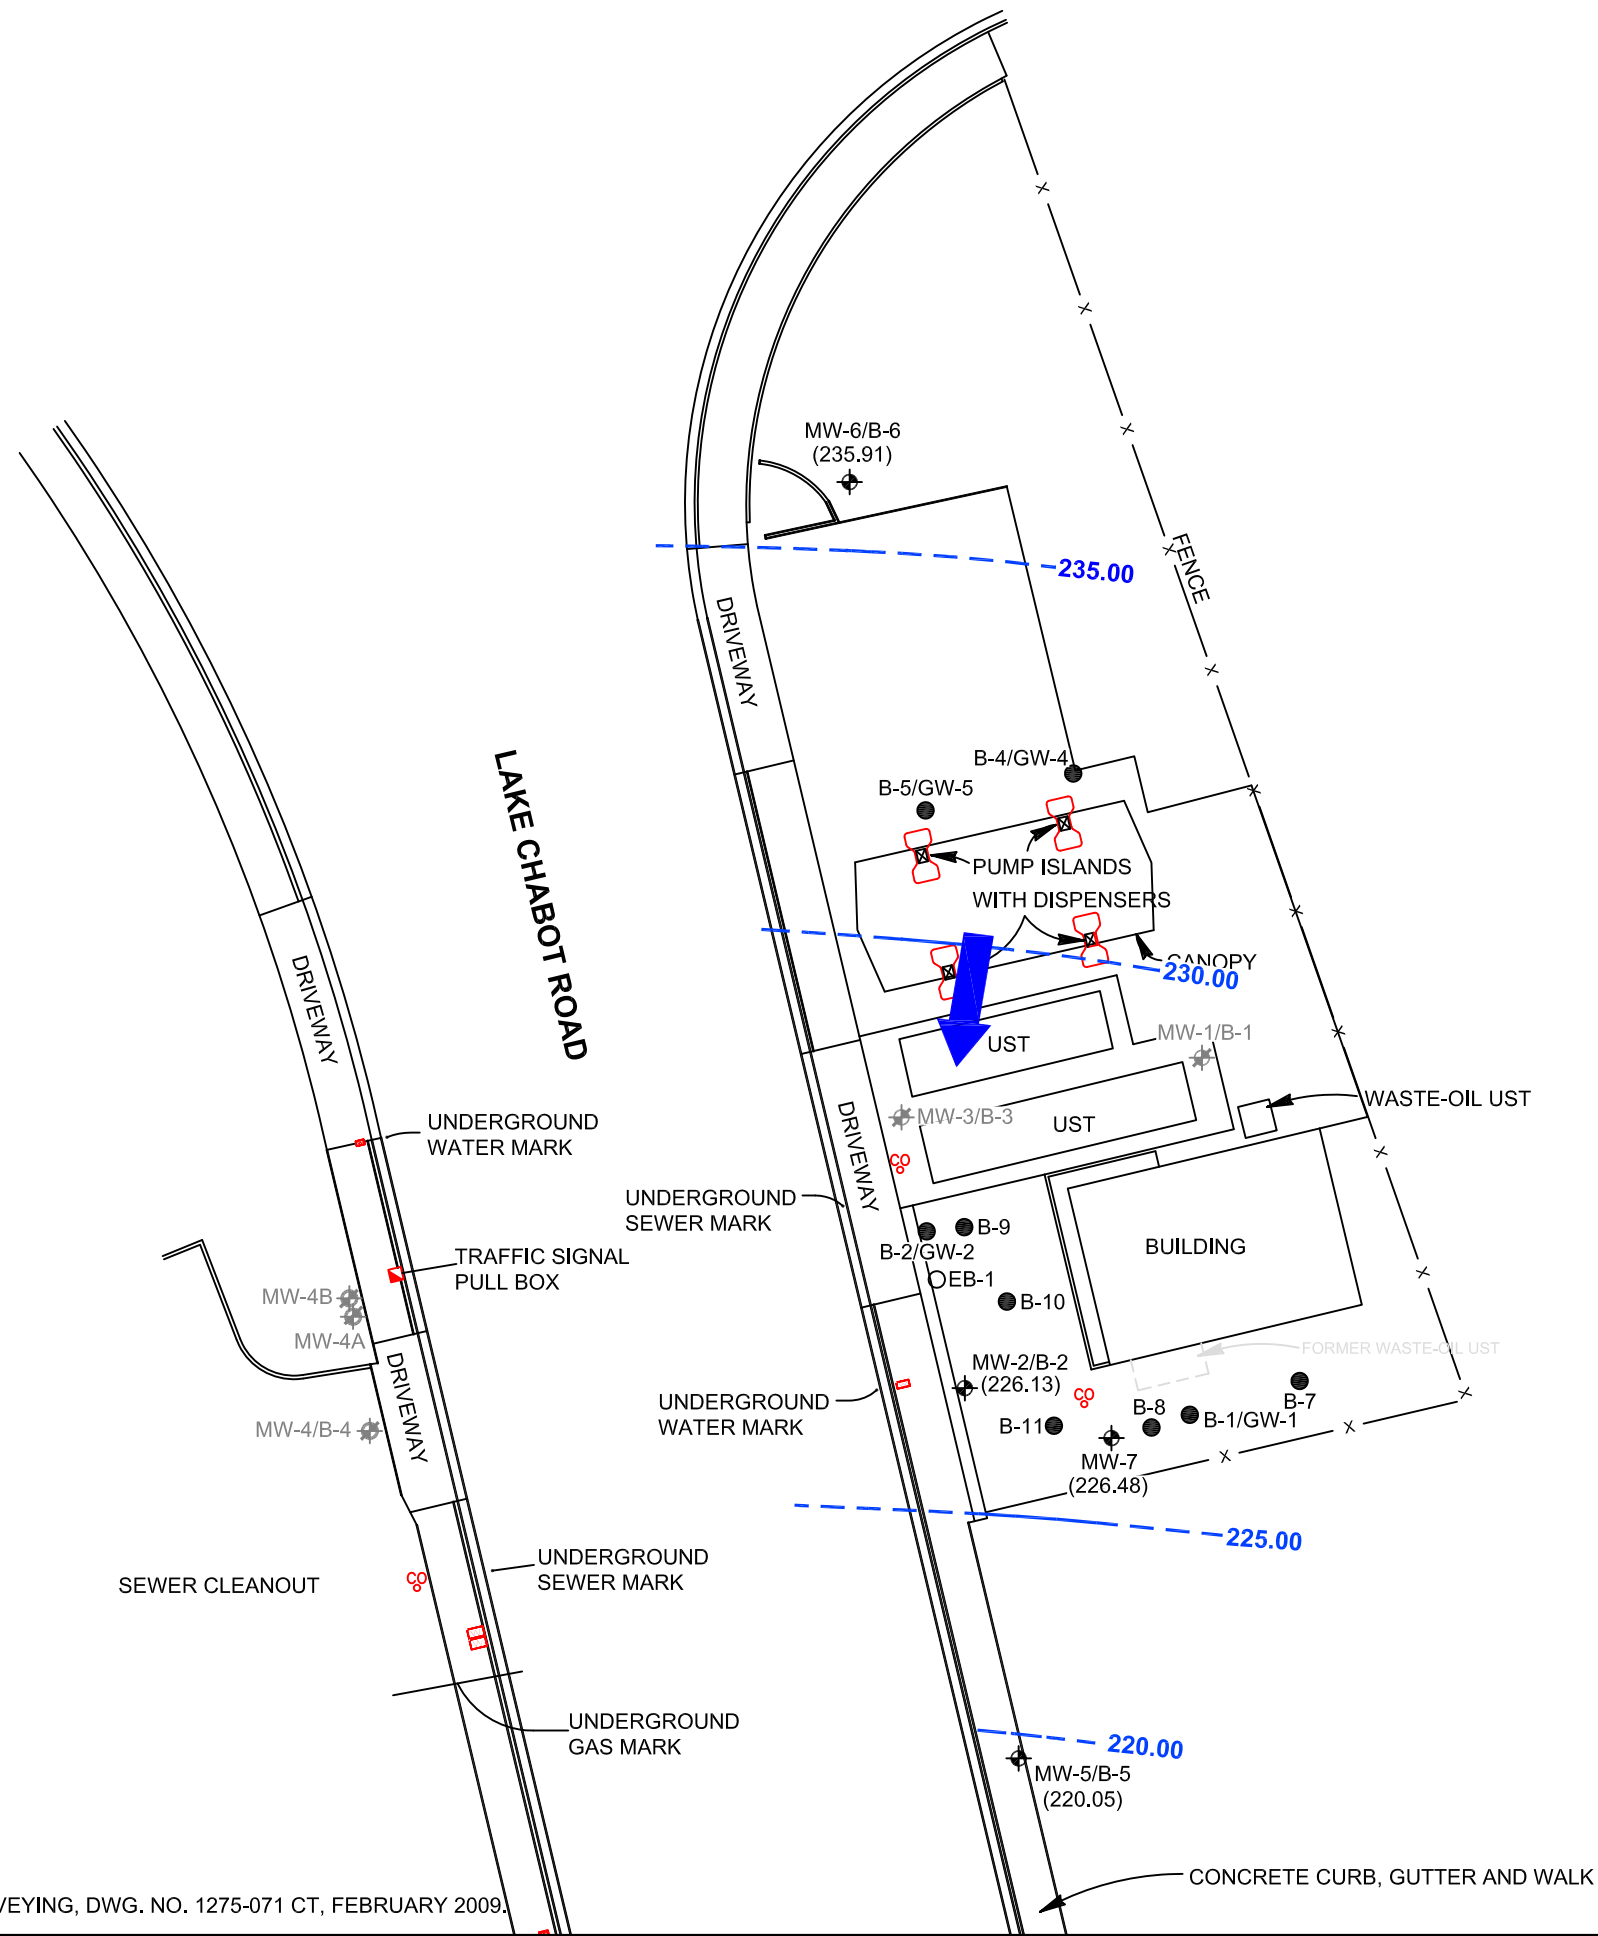 MW-6/B-6
(235.91)
235.00
FENCE
DRIVEWAY
LAKE CHABOT ROAD
B-4/GW-4
B-5/GW-5
PUMP ISLANDS
WITH DISPENSERS
CANOPY
230.00
DRIVEWAY
UST
MW-1/B-1
WASTE-OIL UST
MW-3/B-3
UST
UNDERGROUND
WATER MARK
CO
DRIVEWAY
UNDERGROUND
SEWER MARK
B-9
B-2/GW-2
BUILDING
TRAFFIC SIGNAL
PULL BOX
EB-1
MW-4B
B-10
MW-4A
FORMER WASTE-OIL UST
DRIVEWAY
MW-2/B-2
(226.13)
UNDERGROUND
WATER MARK
CO
B-7
B-8
B-1/GW-1
B-11
MW-4/B-4
MW-7
(226.48)
225.00
UNDERGROUND
SEWER MARK
SEWER CLEANOUT
CO
UNDERGROUND
GAS MARK
220.00
MW-5/B-5
(220.05)
CONCRETE CURB, GUTTER AND WALK
VEYING, DWG. NO. 1275-071 CT, FEBRUARY 2009.